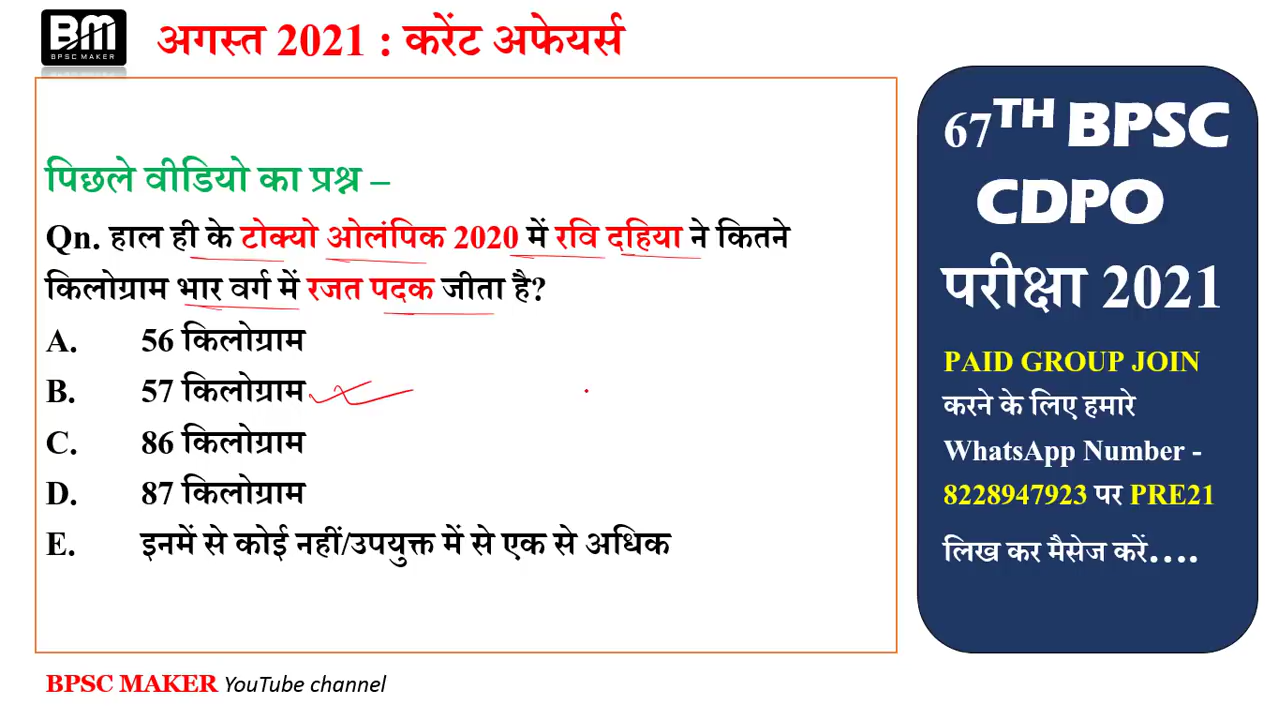 BM
BPSC MAKER
अगस्त 2021 : करेंट अफेयर्स
पिछले वीडियो का प्रश्न –
Qn. हाल ही के टोक्यो ओलंपिक 2020 में रवि दहिया ने कितने
किलोग्राम भार वर्ग में रजत पदक जीता है?
A. 56 किलोग्राम
B. 57 किलोग्राम
C. 86 किलोग्राम
D. 87 किलोग्राम
E. इनमें से कोई नहीं/उपयुक्त में से एक से अधिक
67TH BPSC
CDPO
परीक्षा 2021
PAID GROUP JOIN
करने के लिए हमारे
WhatsApp Number -
8228947923 पर PRE21
लिख कर मैसेज करें....
BPSC MAKER YouTube channel